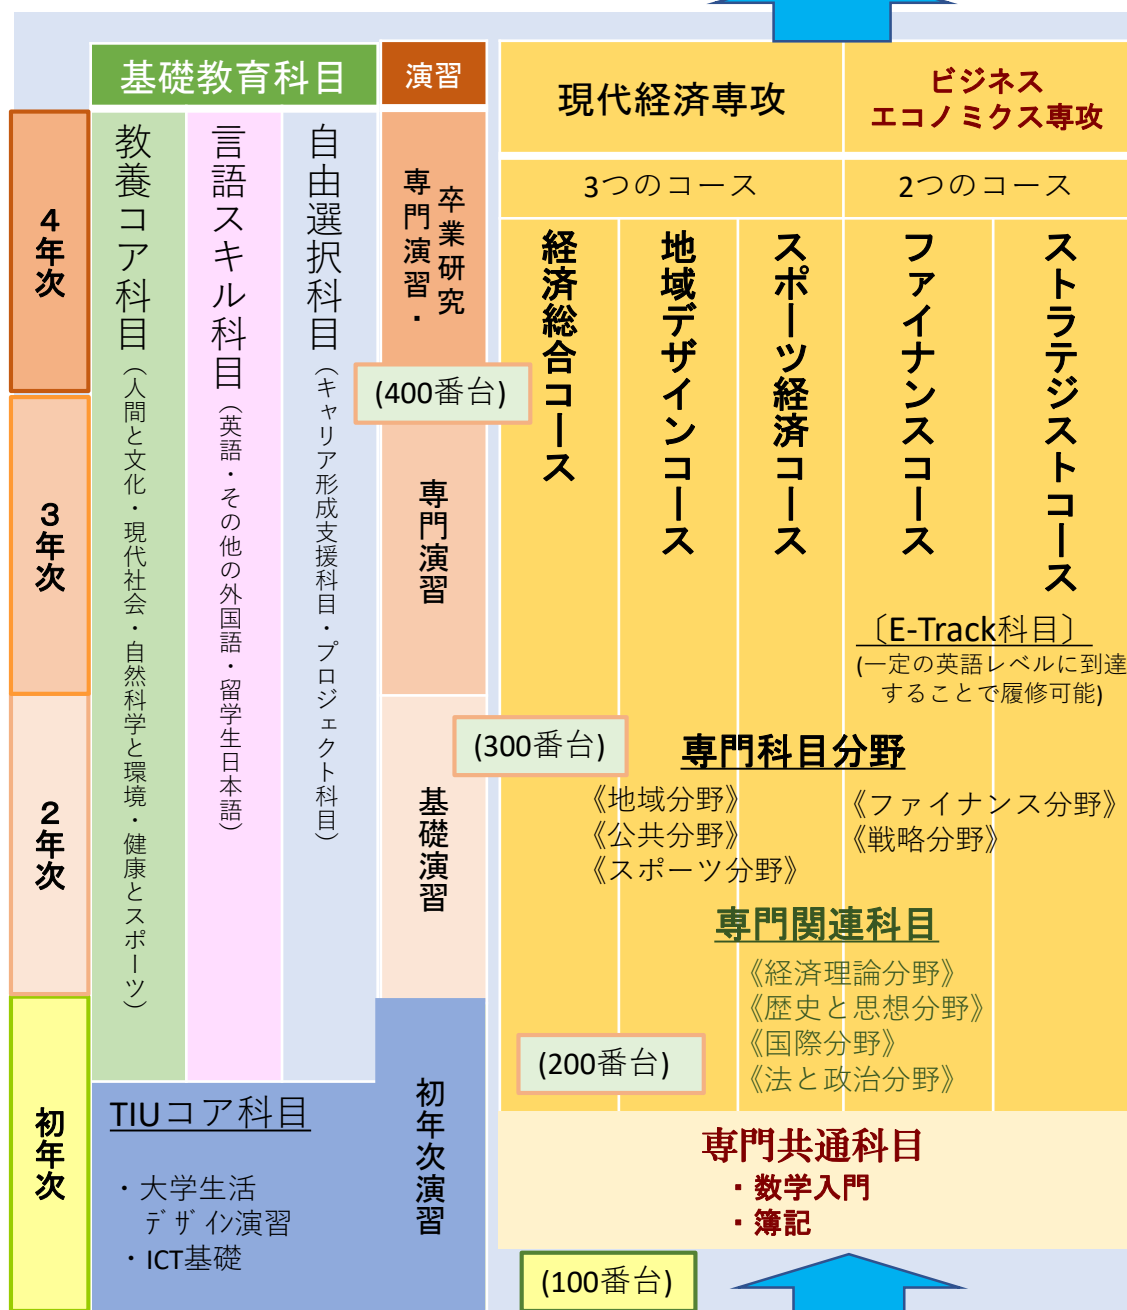 基礎教育科目
演習
現代経済専攻
ビジネス
エコノミクス専攻
3つのコース
2つのコース
4年次
3年次
2年次
初年次
教養コア科目（人間と文化・現代社会・自然科学と環境・健康とスポーツ）
言語スキル科目（英語・その他の外国語・留学生日本語）
自由選択科目（キャリア形成支援科目・プロジェクト科目）
専門演習・
卒業研究
専門演習
基礎演習
初年次演習
経済総合コース
地域デザインコース
スポーツ経済コース
ファイナンスコース
ストラテジストコース
(400番台)
〔E-Track科目〕
(一定の英語レベルに到達
することで履修可能)
(300番台)
専門科目分野
《地域分野》
《公共分野》
《スポーツ分野》
《ファイナンス分野》
《戦略分野》
専門関連科目
《経済理論分野》
《歴史と思想分野》
《国際分野》
《法と政治分野》
(200番台)
TIUコア科目
・大学生活
ﾃﾞｻﾞｲﾝ演習
・ICT基礎
専門共通科目
・数学入門
・簿記
(100番台)